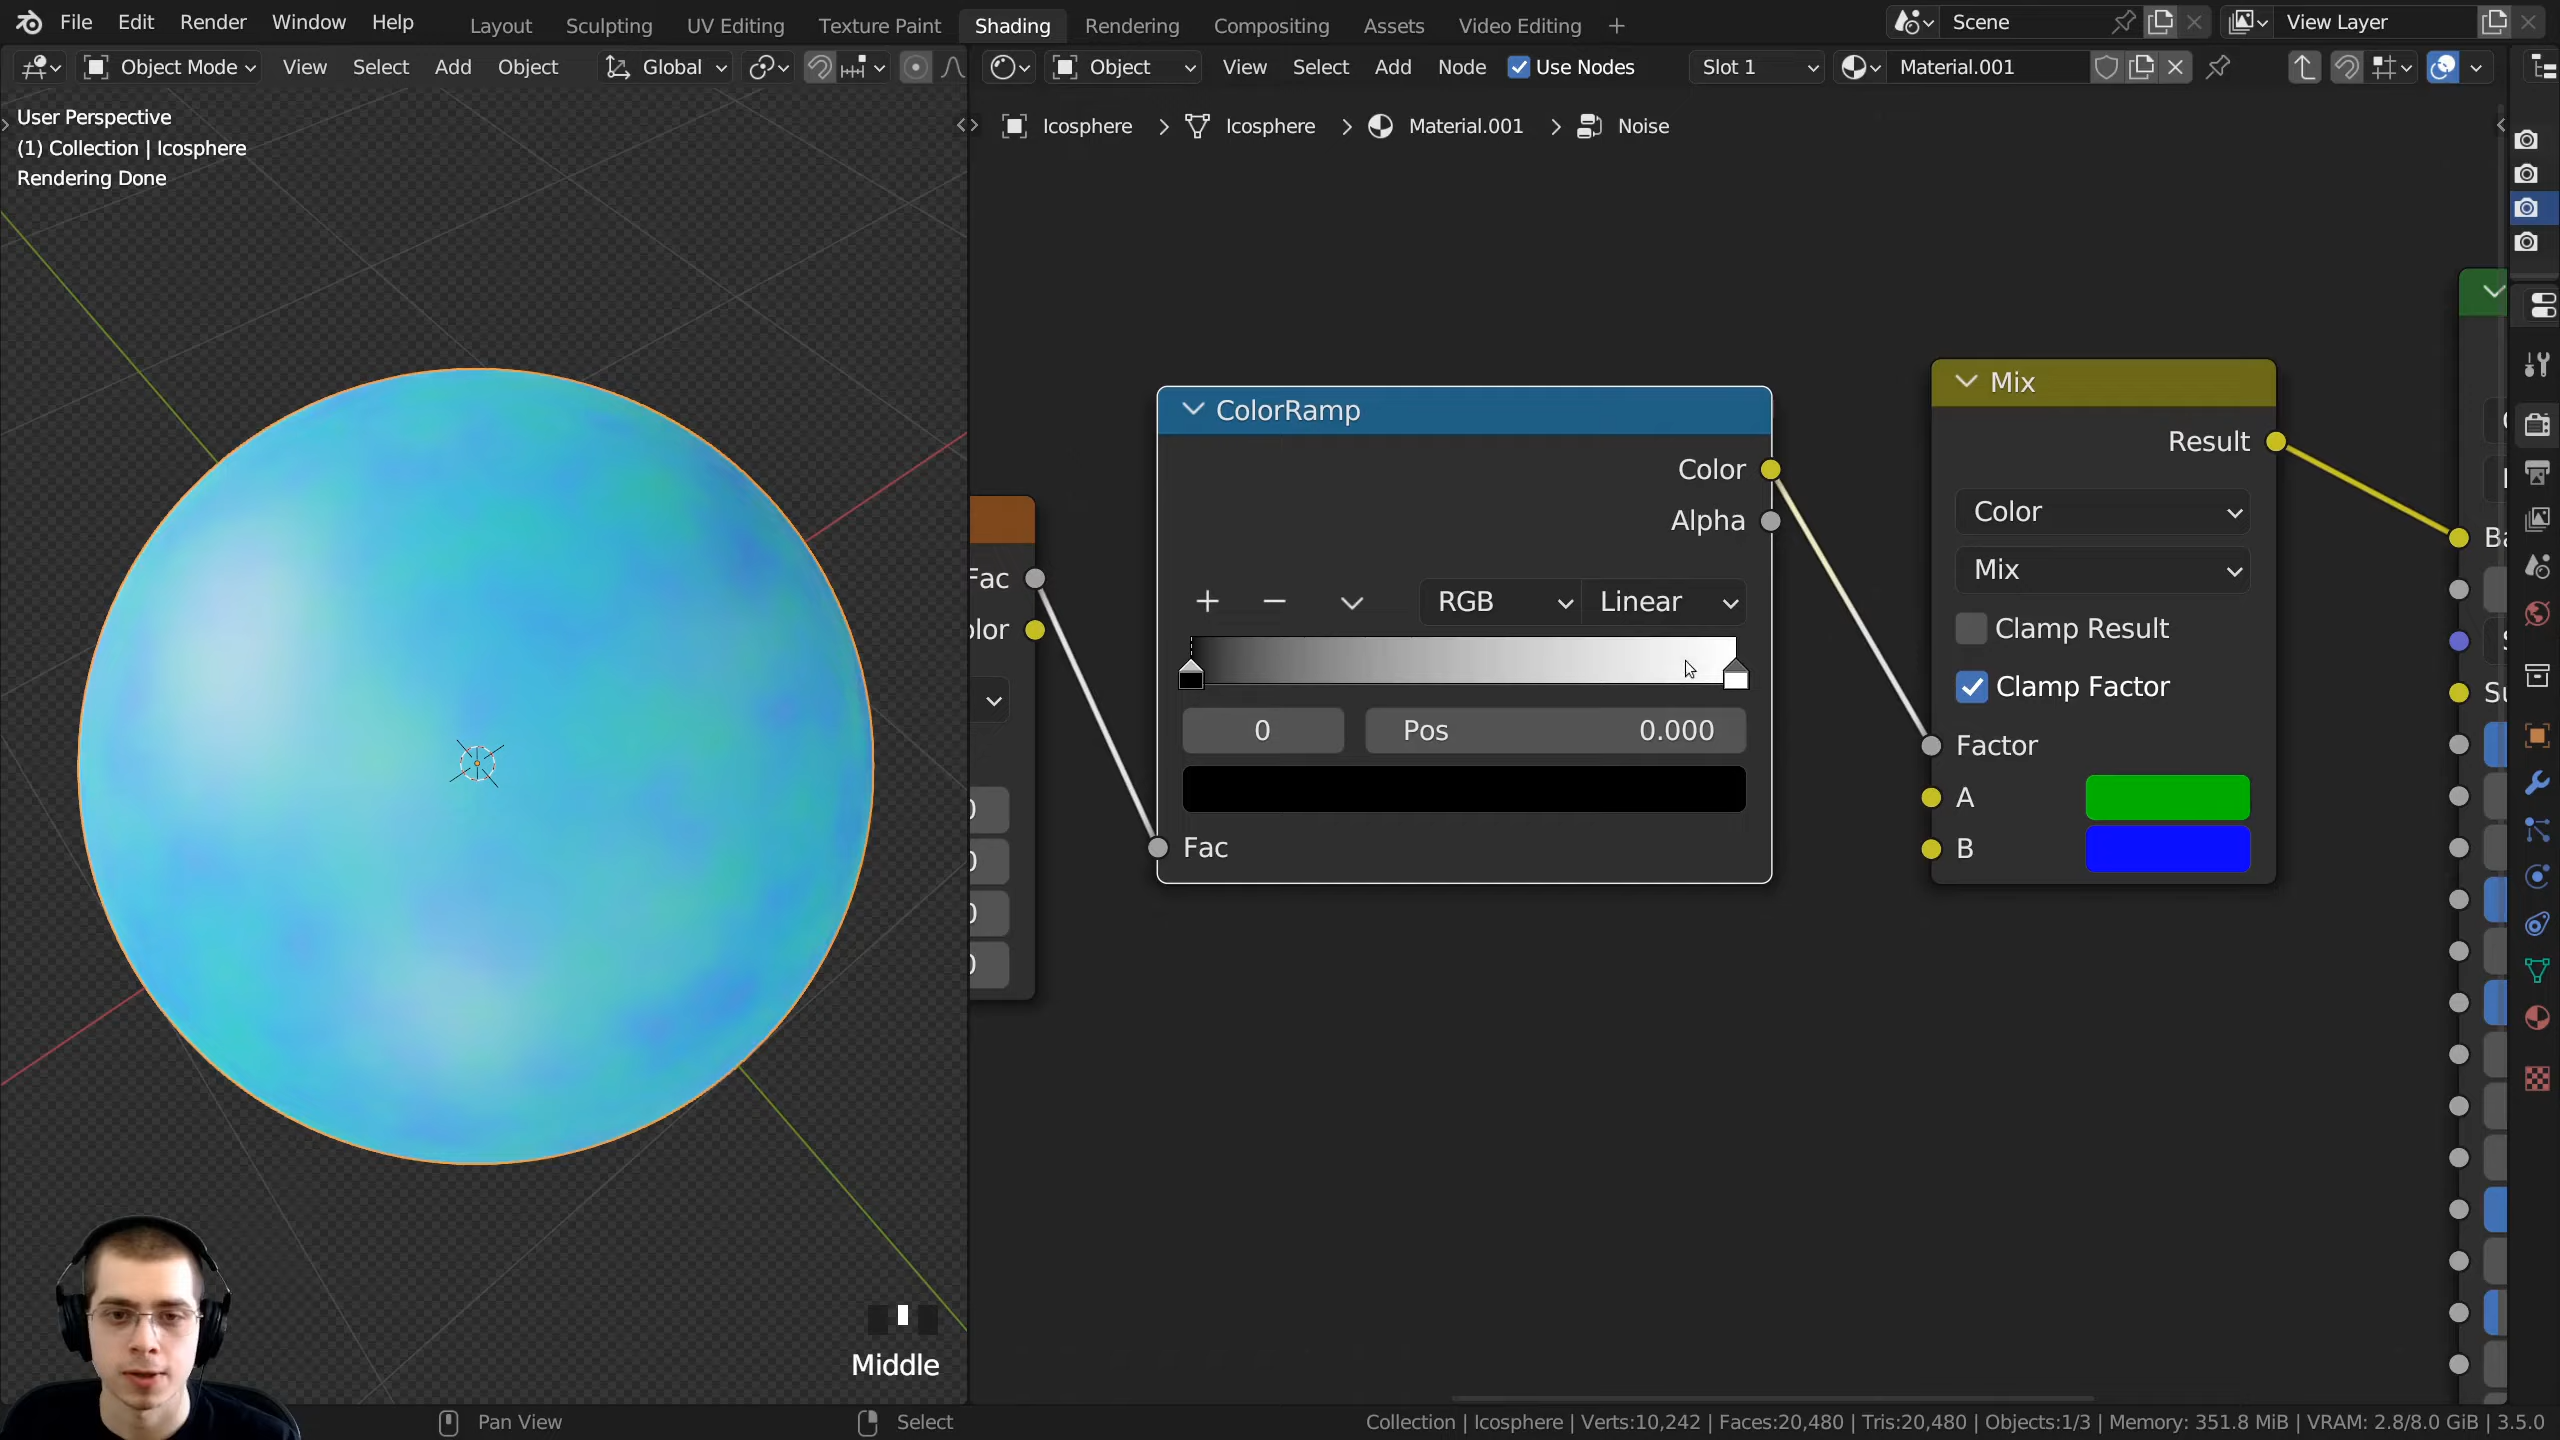 File Edit Render Window Help Layout Sculpting UV Editing Texture Paint Shading Rendering Compositing Assets Video Editing + Scene View Layer
Object Mode View Select Add Object Global Object View Select Add Node Use Nodes Slot 1 Material.001
User Perspective
(1) Collection | Icosphere
Rendering Done
Icosphere > Icosphere > Material.001 > Noise
ColorRamp
Color
Alpha
RGB Linear
0 Pos 0.000
Fac
Fac
Mix
Result
Color
Mix
Clamp Result
Clamp Factor
Factor
A
B
Middle
Pan View Select Collection | Icosphere | Verts:10,242 | Faces:20,480 | Tris:20,480 | Objects:1/3 | Memory: 351.8 MiB | VRAM: 2.8/8.0 GiB | 3.5.0